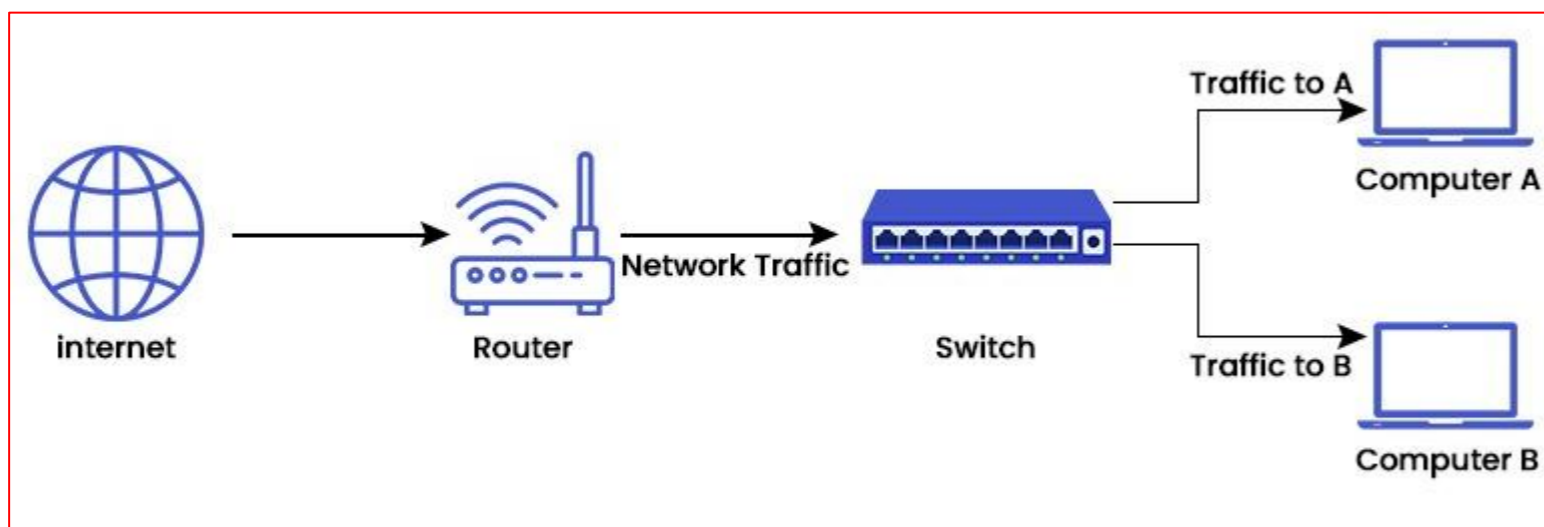 internet
Router
Network Traffic
Switch
Traffic to A
Computer A
Traffic to B
Computer B